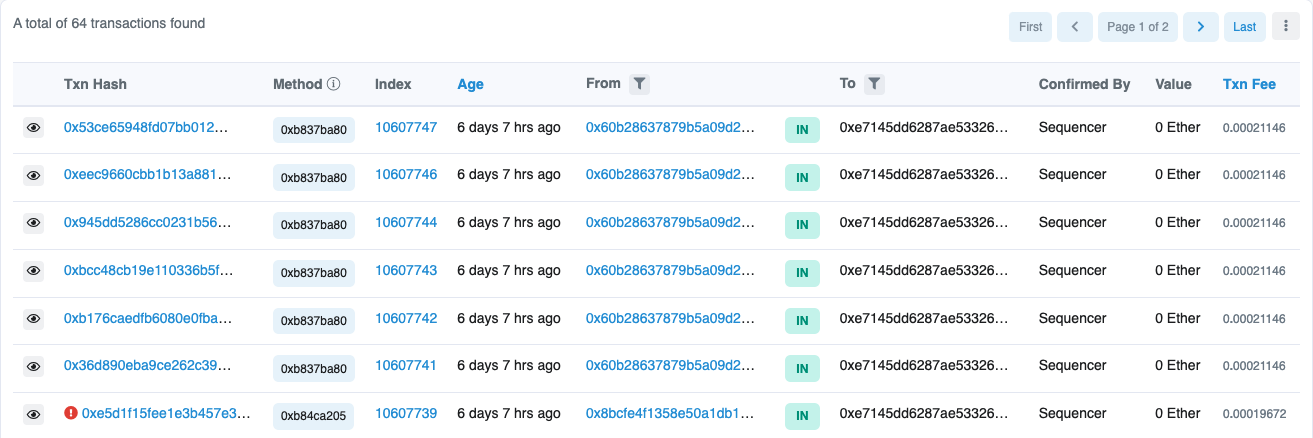 A total of 64 transactions found First Page 1 of 2 Last
Txn Hash Method Index Age From To Confirmed By Value Txn Fee
0x53ce65948fd07bb012... 0xb837ba80 10607747 6 days 7 hrs ago 0x60b28637879b5a09d2... IN 0xe7145dd6287ae53326... Sequencer 0 Ether 0.00021146
0xeec9660cbb1b13a881... 0xb837ba80 10607746 6 days 7 hrs ago 0x60b28637879b5a09d2... IN 0xe7145dd6287ae53326... Sequencer 0 Ether 0.00021146
0x945dd5286cc0231b56... 0xb837ba80 10607744 6 days 7 hrs ago 0x60b28637879b5a09d2... IN 0xe7145dd6287ae53326... Sequencer 0 Ether 0.00021146
0xbcc48cb19e110336b5f... 0xb837ba80 10607743 6 days 7 hrs ago 0x60b28637879b5a09d2... IN 0xe7145dd6287ae53326... Sequencer 0 Ether 0.00021146
0xb176caedfb6080e0fba... 0xb837ba80 10607742 6 days 7 hrs ago 0x60b28637879b5a09d2... IN 0xe7145dd6287ae53326... Sequencer 0 Ether 0.00021146
0x36d890eba9ce262c39... 0xb837ba80 10607741 6 days 7 hrs ago 0x60b28637879b5a09d2... IN 0xe7145dd6287ae53326... Sequencer 0 Ether 0.00021146
0xe5d1f15fee1e3b457e3... 0xb84ca205 10607739 6 days 7 hrs ago 0x8bcfe4f1358e50a1db1... IN 0xe7145dd6287ae53326... Sequencer 0 Ether 0.00019672